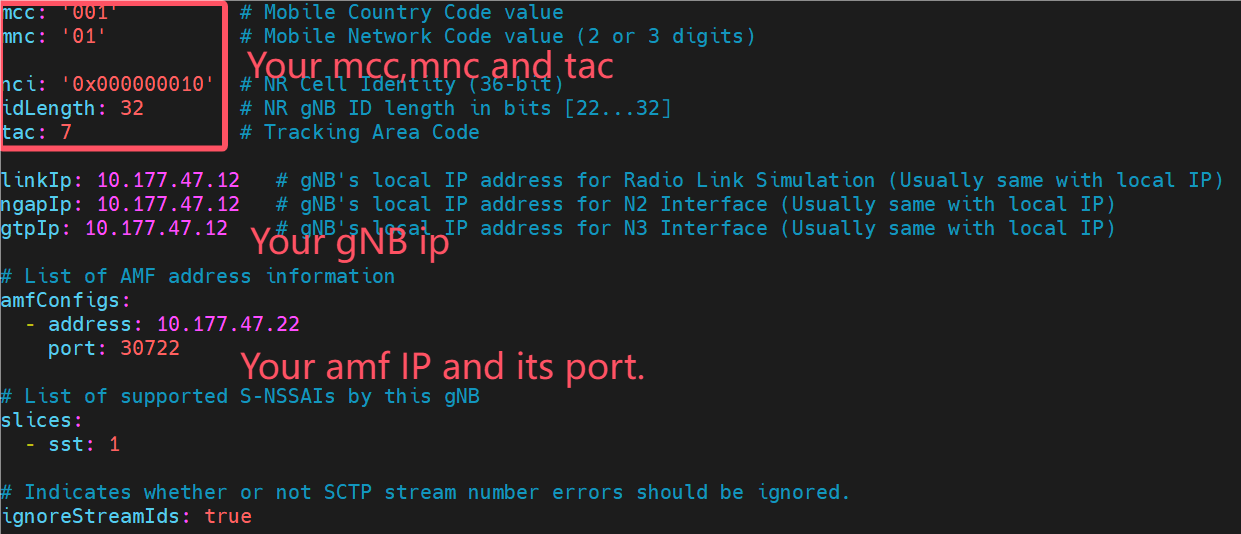 mcc: '001'          # Mobile Country Code value
mnc: '01'           # Mobile Network Code value (2 or 3 digits)
Your mcc,mnc and tac
nci: '0x000000010'  # NR Cell Identity (36-bit)
idLength: 32        # NR gNB ID length in bits [22...32]
tac: 7              # Tracking Area Code
linkIp: 10.177.47.12   # gNB's local IP address for Radio Link Simulation (Usually same with local IP)
ngapIp: 10.177.47.12   # gNB's local IP address for N2 Interface (Usually same with local IP)
gtpIp: 10.177.47.12    # gNB's local IP address for N3 Interface (Usually same with local IP)
Your gNB ip
# List of AMF address information
amfConfigs:
  - address: 10.177.47.22
    port: 30722
Your amf IP and its port.
# List of supported S-NSSAIs by this gNB
slices:
  - sst: 1
# Indicates whether or not SCTP stream number errors should be ignored.
ignoreStreamIds: true